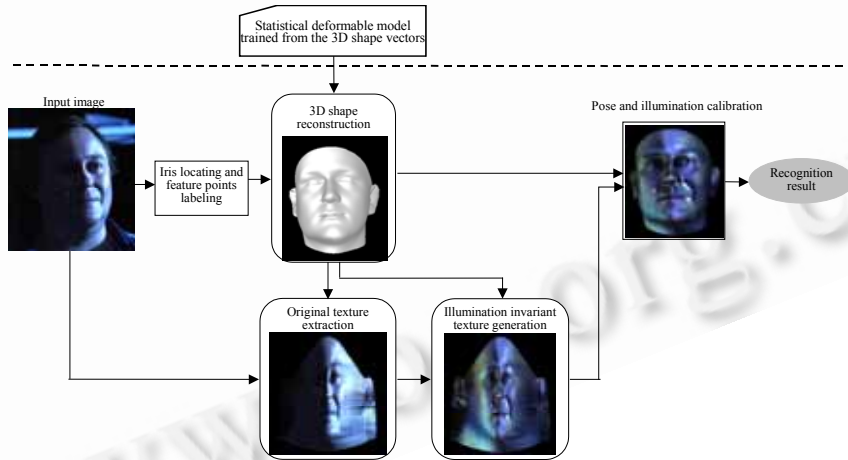 Statistical deformable model
trained from the 3D shape vectors
Input image
3D shape
reconstruction
Pose and illumination calibration
Iris locating and
feature points
labeling
Recognition
result
Original texture
extraction
Illumination invariant
texture generation